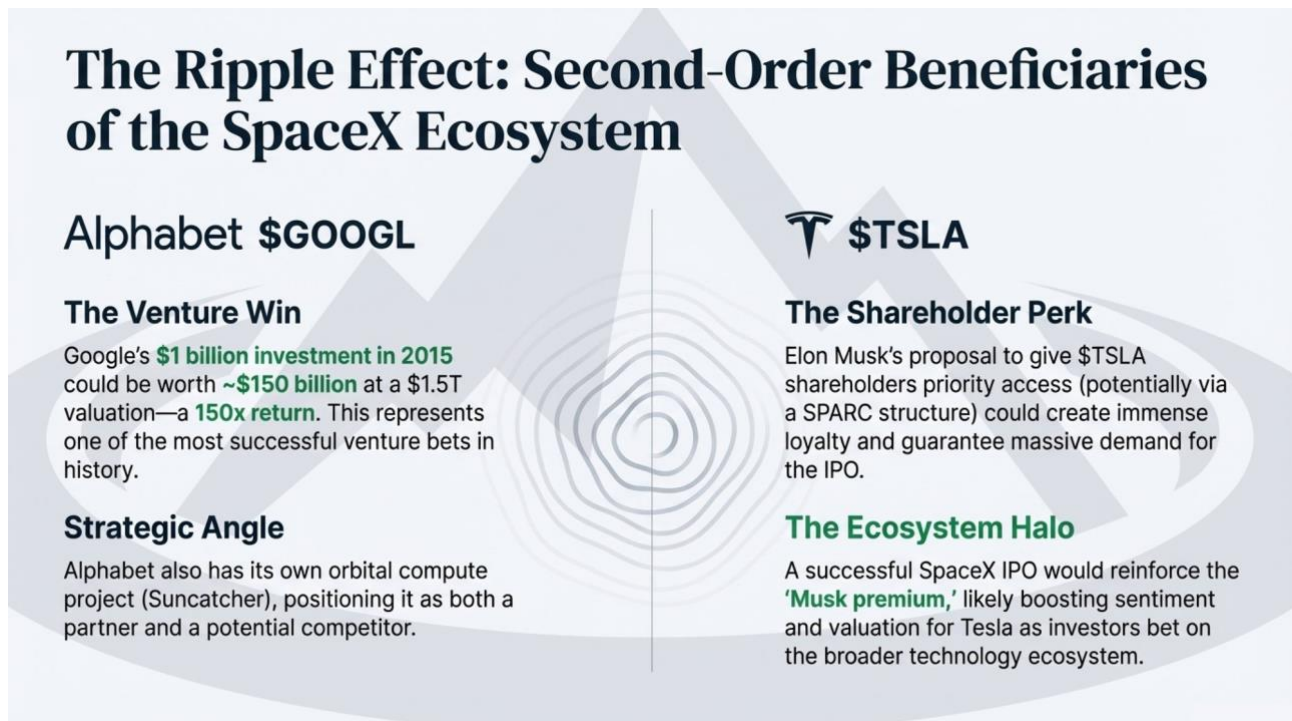 The Ripple Effect: Second-Order Beneficiaries
of the SpaceX Ecosystem
Alphabet $GOOGL
The Venture Win
Google’s $1 billion investment in 2015
could be worth ~$150 billion at a $1.5T
valuation—a 150x return. This represents
one of the most successful venture bets in
history.
Strategic Angle
Alphabet also has its own orbital compute
project (Suncatcher), positioning it as both a
partner and a potential competitor.
$TSLA
The Shareholder Perk
Elon Musk’s proposal to give $TSLA
shareholders priority access (potentially via
a SPARC structure) could create immense
loyalty and guarantee massive demand for
the IPO.
The Ecosystem Halo
A successful SpaceX IPO would reinforce the
‘Musk premium,’ likely boosting sentiment
and valuation for Tesla as investors bet on
the broader technology ecosystem.